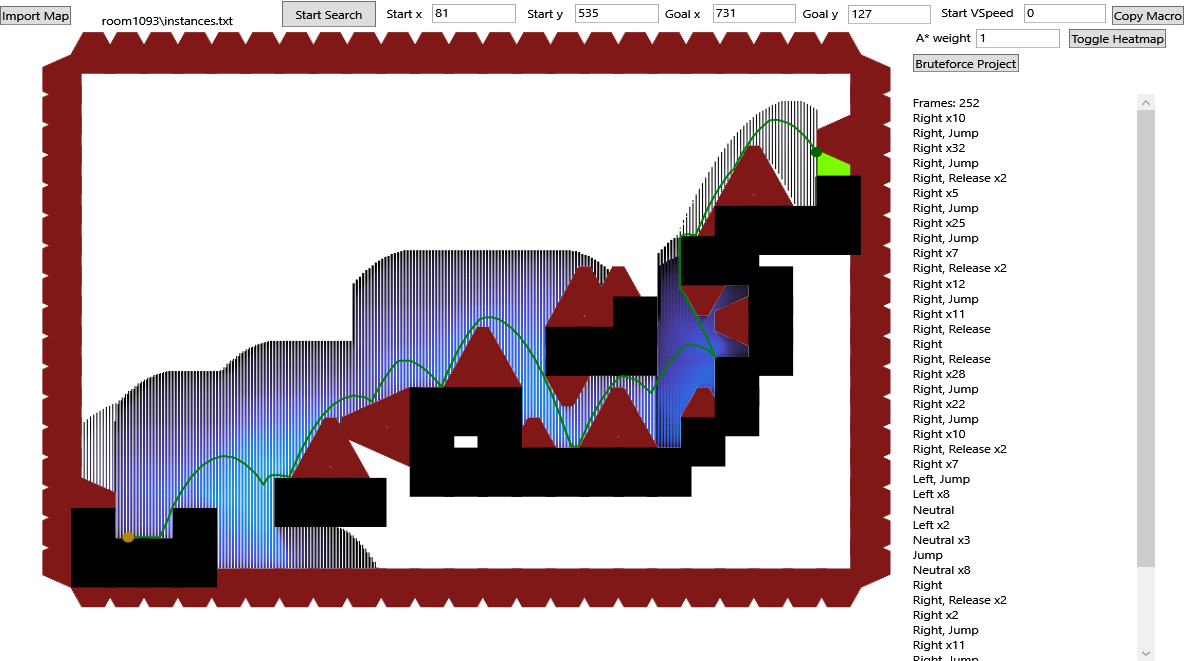 Import Map
room1093\instances.txt
Start Search
Start x 81
Start y 535
Goal x 731
Goal y 127
Start VSpeed 0
Copy Macro
A* weight 1
Toggle Heatmap
Bruteforce Project
Frames: 252
Right x10
Right, Jump
Right x32
Right, Jump
Right, Release x2
Right x5
Right, Jump
Right x25
Right, Jump
Right x7
Right, Release x2
Right x12
Right, Jump
Right x11
Right, Release
Right
Right, Release
Right x28
Right, Jump
Right x22
Right, Jump
Right x10
Right, Release x2
Right x7
Left, Jump
Left x8
Neutral
Left x2
Neutral x3
Jump
Neutral x8
Right
Right, Release x2
Right x2
Right, Jump
Right x11
Right, Jump